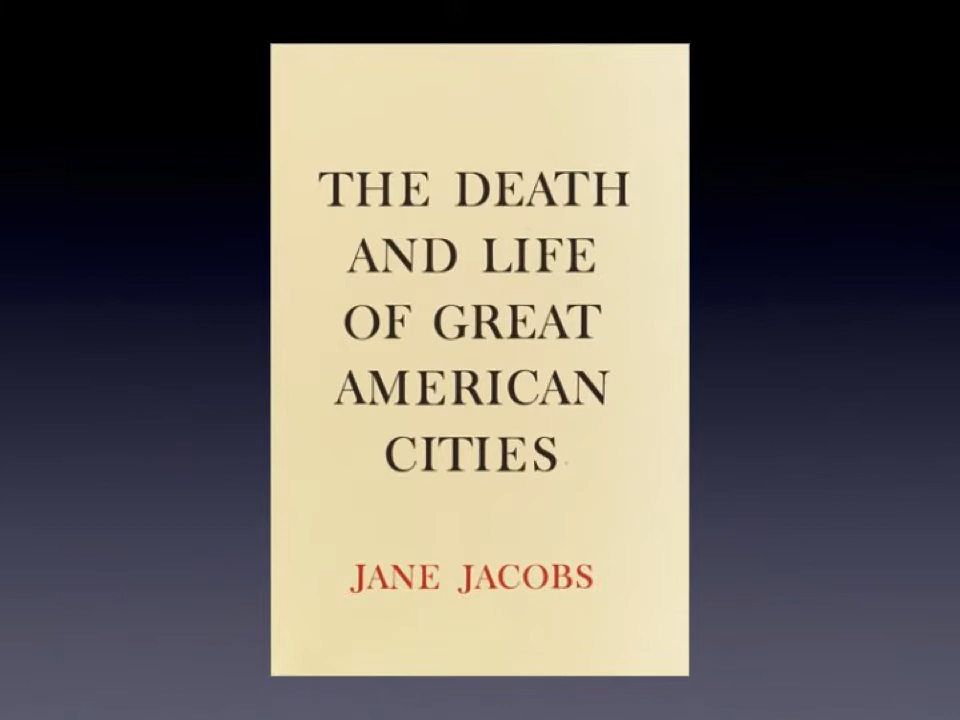 THE DEATH
AND LIFE
OF GREAT
AMERICAN
CITIES
JANE JACOBS